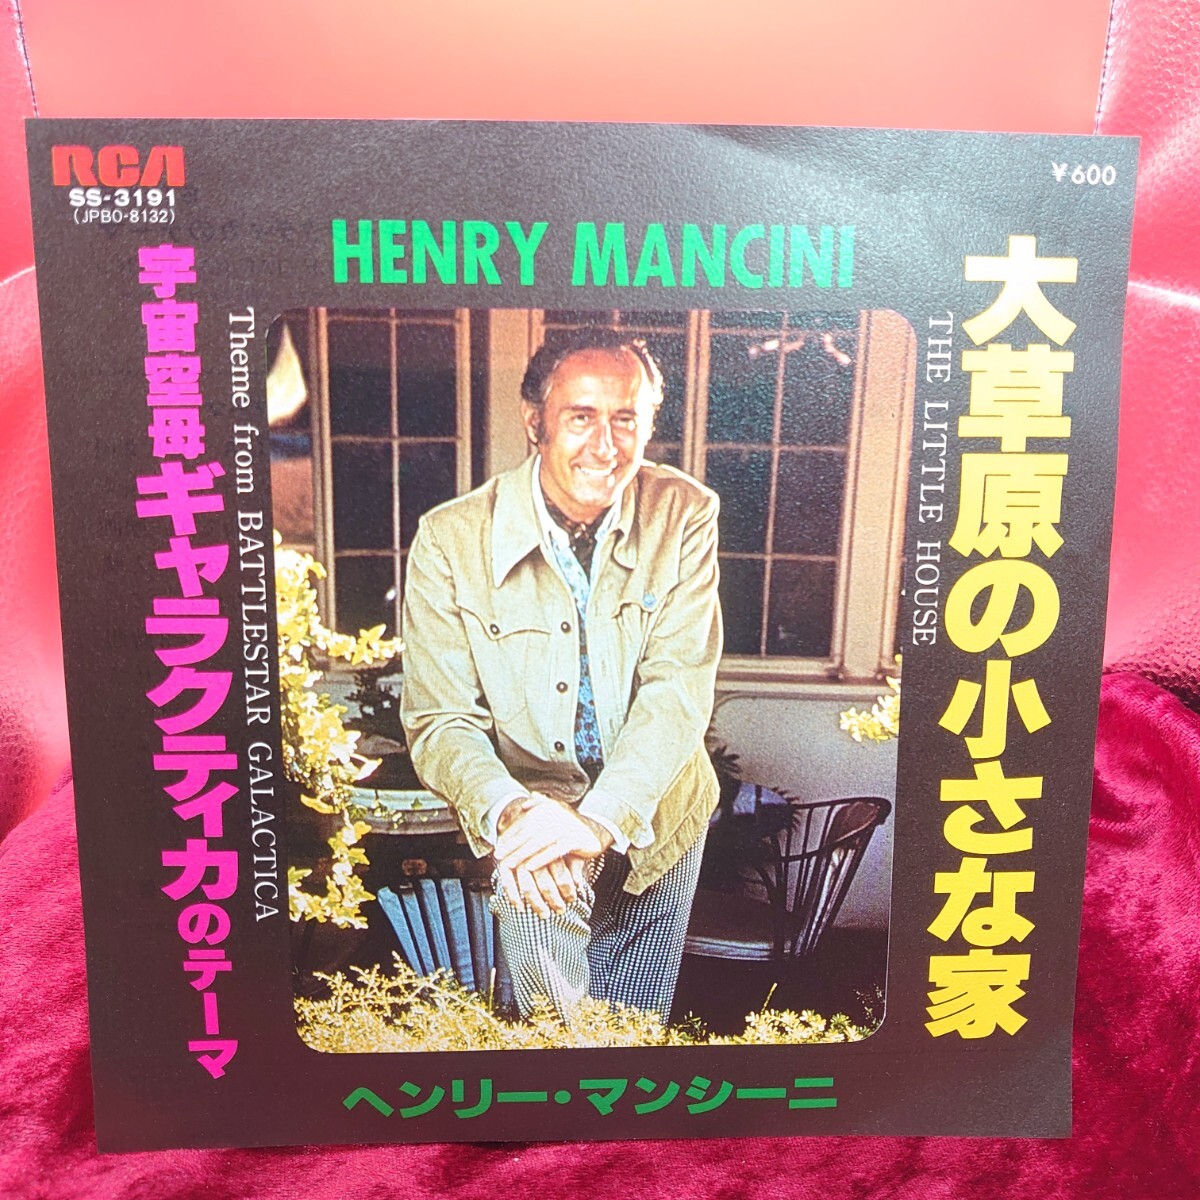 RCA
SS-3191
(JPBO-8132)
¥600
HENRY MANCINI
大草原の小さな家
THE LITTLE HOUSE
Theme from BATTLESTAR GALACTICA
宇宙空母ギャラクティカのテーマ
ヘンリー・マンシーニ